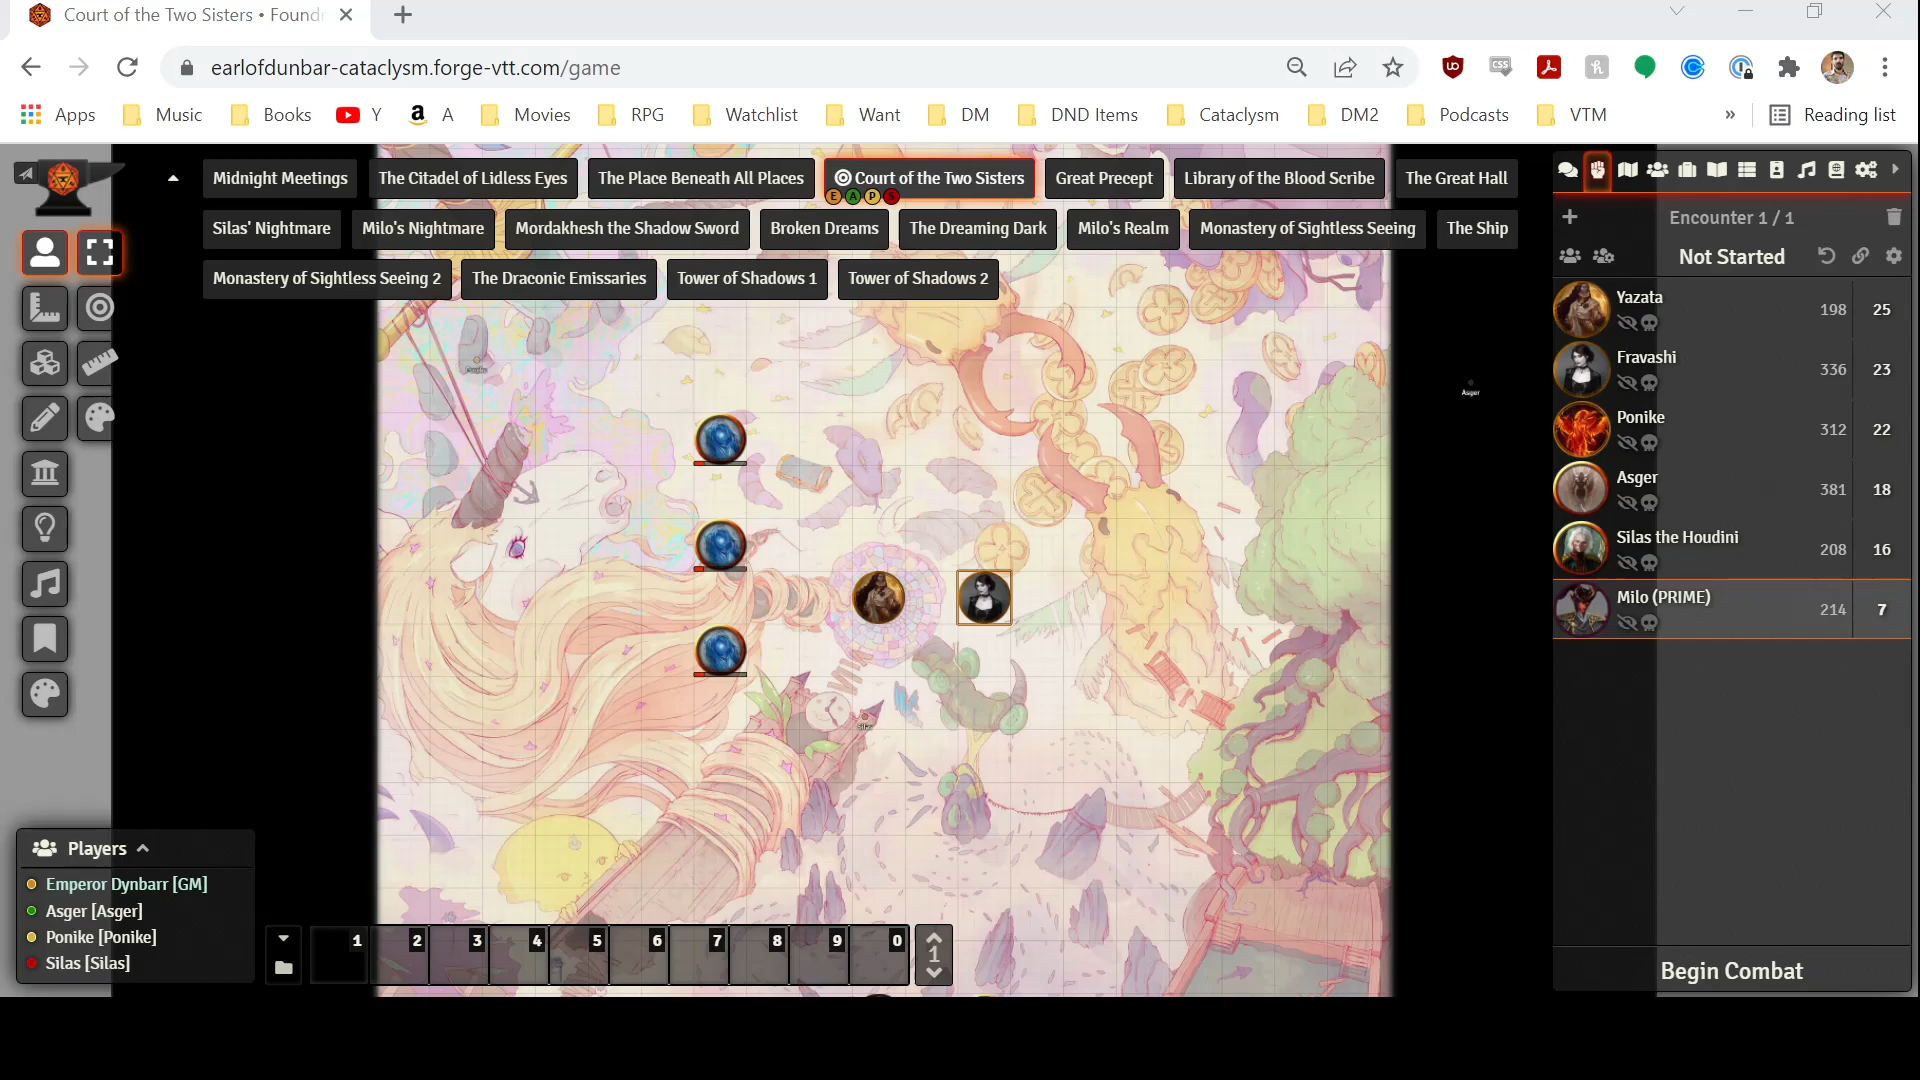 Court of the Two Sisters • Found
earlofdunbar-cataclysm.forge-vtt.com/game
Apps Music Books Y A Movies RPG Watchlist Want DM DND Items Cataclysm DM2 Podcasts VTM » Reading list
Midnight Meetings The Citadel of Lidless Eyes The Place Beneath All Places Court of the Two Sisters Great Precept Library of the Blood Scribe The Great Hall
E A P S
Silas' Nightmare Milo's Nightmare Mordakhesh the Shadow Sword Broken Dreams The Dreaming Dark Milo's Realm Monastery of Sightless Seeing The Ship
Monastery of Sightless Seeing 2 The Draconic Emissaries Tower of Shadows 1 Tower of Shadows 2
Encounter 1 / 1
Not Started
Yazata 198 25
Fravashi 336 23
Ponike 312 22
Asger 381 18
Silas the Houdini 208 16
Milo (PRIME) 214 7
Begin Combat
Ponike
Asger
Silas
Players
Emperor Dynbarr [GM]
Asger [Asger]
Ponike [Ponike]
Silas [Silas]
1 2 3 4 5 6 7 8 9 0
1